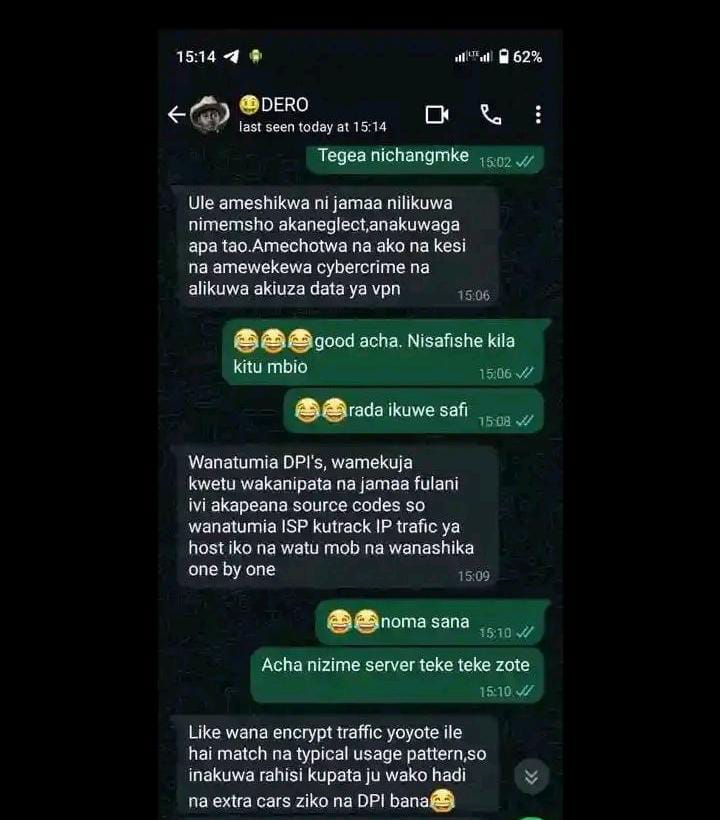 15:14 LTE 62%
🤑DERO
last seen today at 15:14
Tegea nichangmke 15:02
Ule ameshikwa ni jamaa nilikuwa
nimemsho akaneglect,anakuwaga
apa tao.Amechotwa na ako na kesi
na amewekewa cybercrime na
alikuwa akiuza data ya vpn 15:06
😂😂😂good acha. Nisafishe kila
kitu mbio 15:06
😂😂rada ikuwe safi 15:08
Wanatumia DPI's, wamekuja
kwetu wakanipata na jamaa fulani
ivi akapeana source codes so
wanatumia ISP kutrack IP trafic ya
host iko na watu mob na wanashika
one by one 15:09
😂😂noma sana 15:10
Acha nizime server teke teke zote
15:10
Like wana encrypt traffic yoyote ile
hai match na typical usage pattern,so
inakuwa rahisi kupata ju wako hadi
na extra cars ziko na DPI bana😂